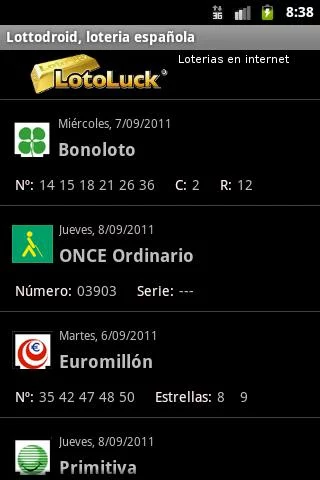 3G 8:38
Lottodroid, loteria española
LotoLuck® Loterias en internet
Miércoles, 7/09/2011
Bonoloto
Nº: 14 15 18 21 26 36 C: 2 R: 12
Jueves, 8/09/2011
ONCE Ordinario
Número: 03903 Serie: ---
Martes, 6/09/2011
Euromillón
Nº: 35 42 47 48 50 Estrellas: 8 9
Jueves, 8/09/2011
Primitiva